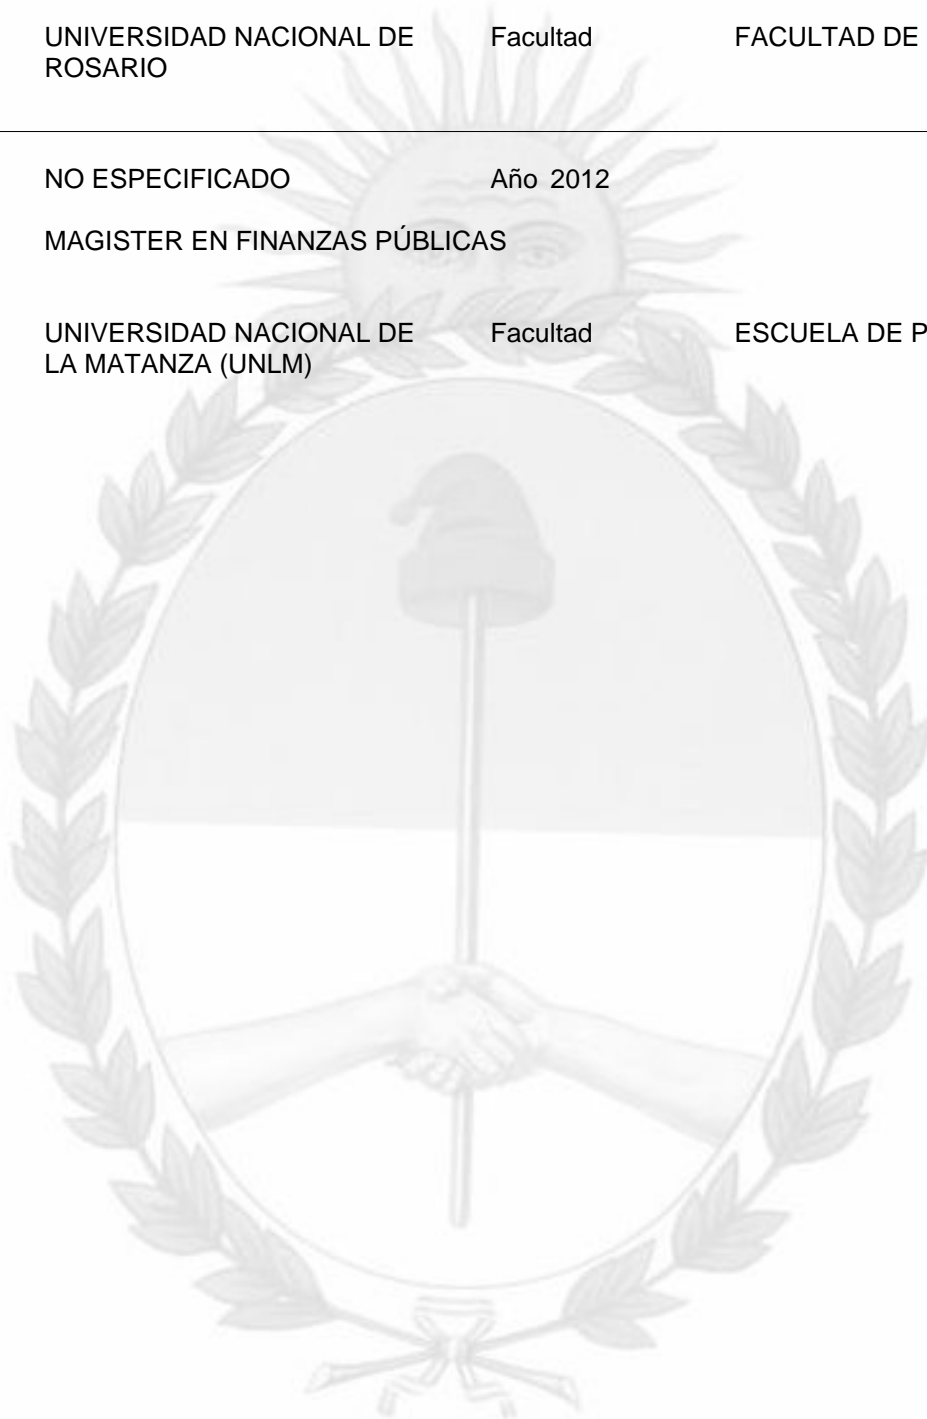 UNIVERSIDAD NACIONAL DE Facultad FACULTAD DE
ROSARIO
NO ESPECIFICADO Año 2012
MAGISTER EN FINANZAS PÚBLICAS
UNIVERSIDAD NACIONAL DE Facultad ESCUELA DE P
LA MATANZA (UNLM)